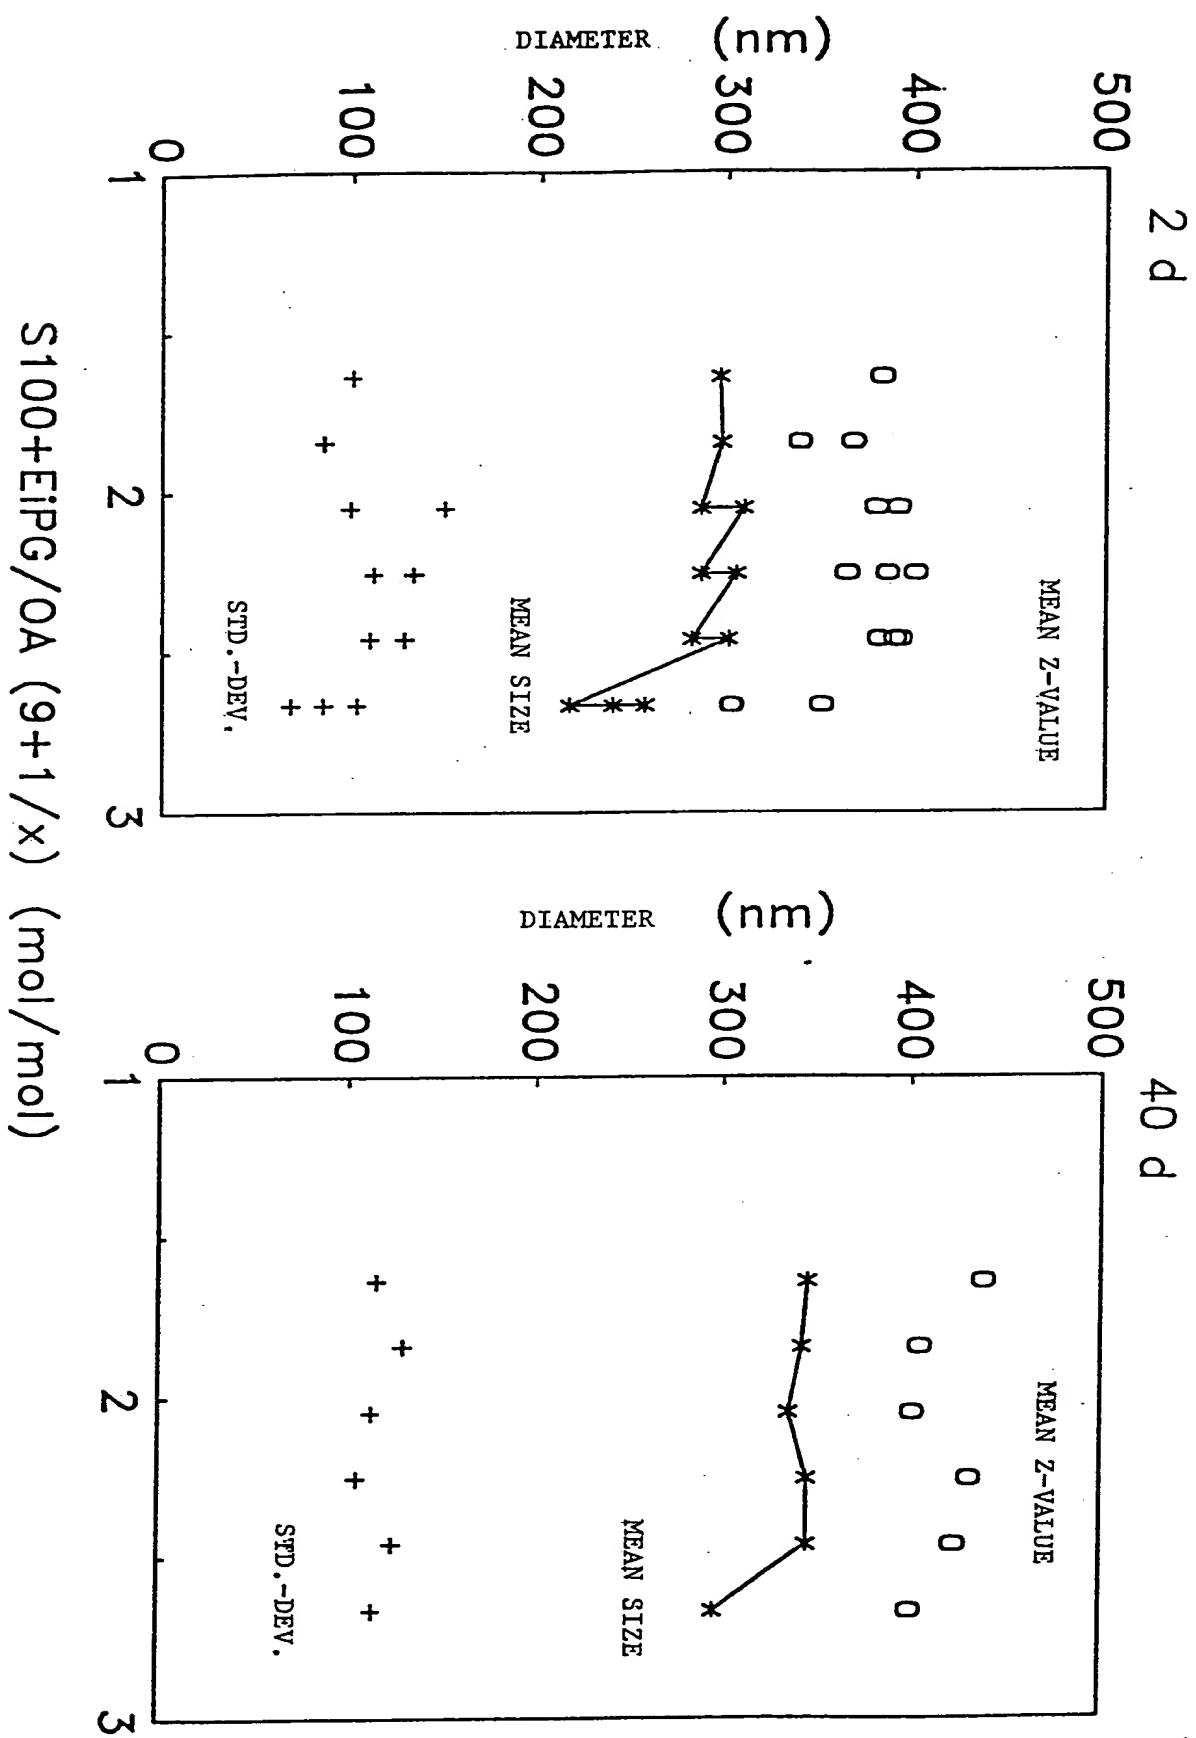 2 d
DIAMETER (nm)
500
400
300
200
100
0
1
2
3
MEAN Z-VALUE
MEAN SIZE
STD.-DEV.
40 d
DIAMETER (nm)
500
400
300
200
100
0
1
2
3
MEAN Z-VALUE
MEAN SIZE
STD.-DEV.
S100+EiPG/OA (9+1/x) (mol/mol)